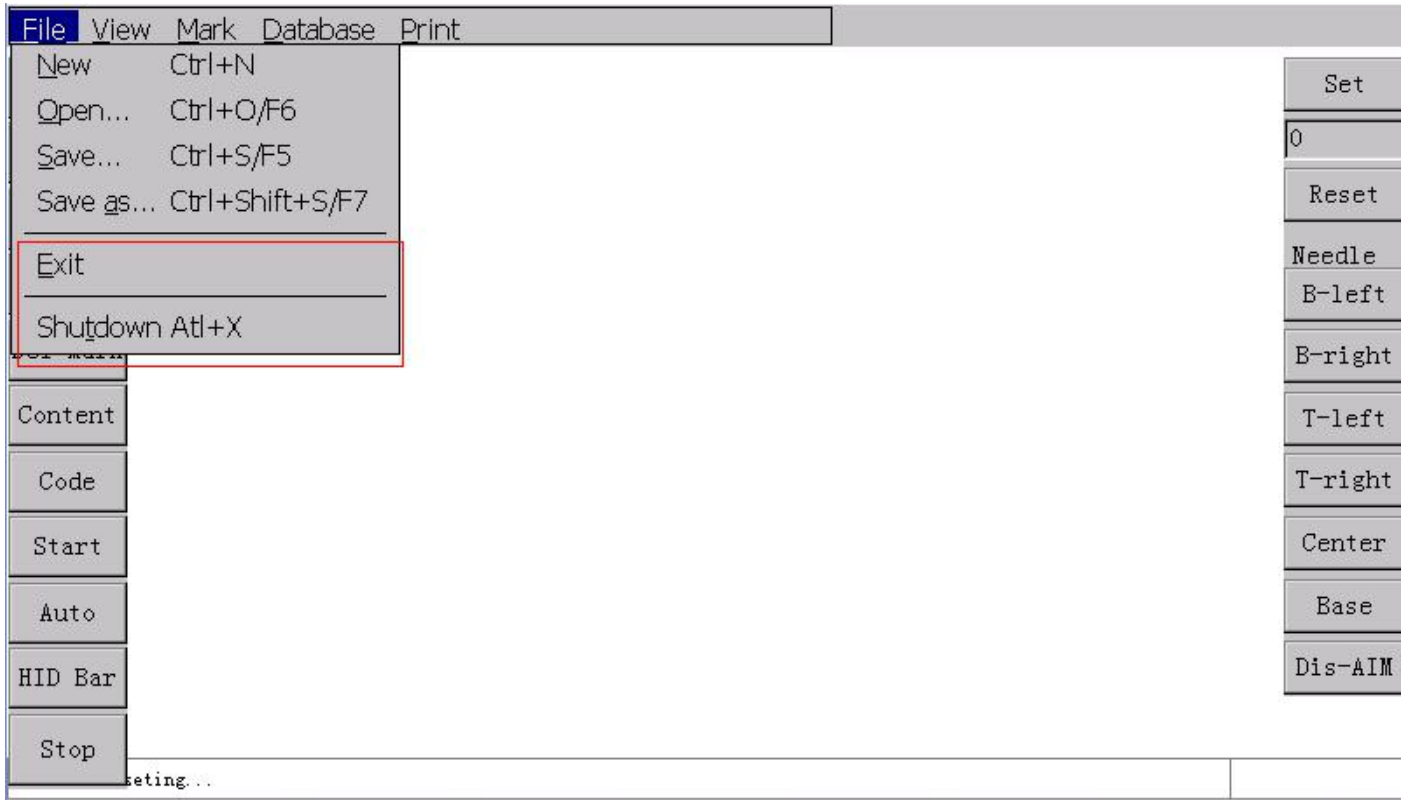 File View Mark Database Print
New Ctrl+N
Open... Ctrl+O/F6
Save... Ctrl+S/F5
Save as... Ctrl+Shift+S/F7
Exit
Shutdown Atl+X
Content
Code
Start
Auto
HID Bar
Stop
seting...
Set
0
Reset
Needle
B-left
B-right
T-left
T-right
Center
Base
Dis-AIM